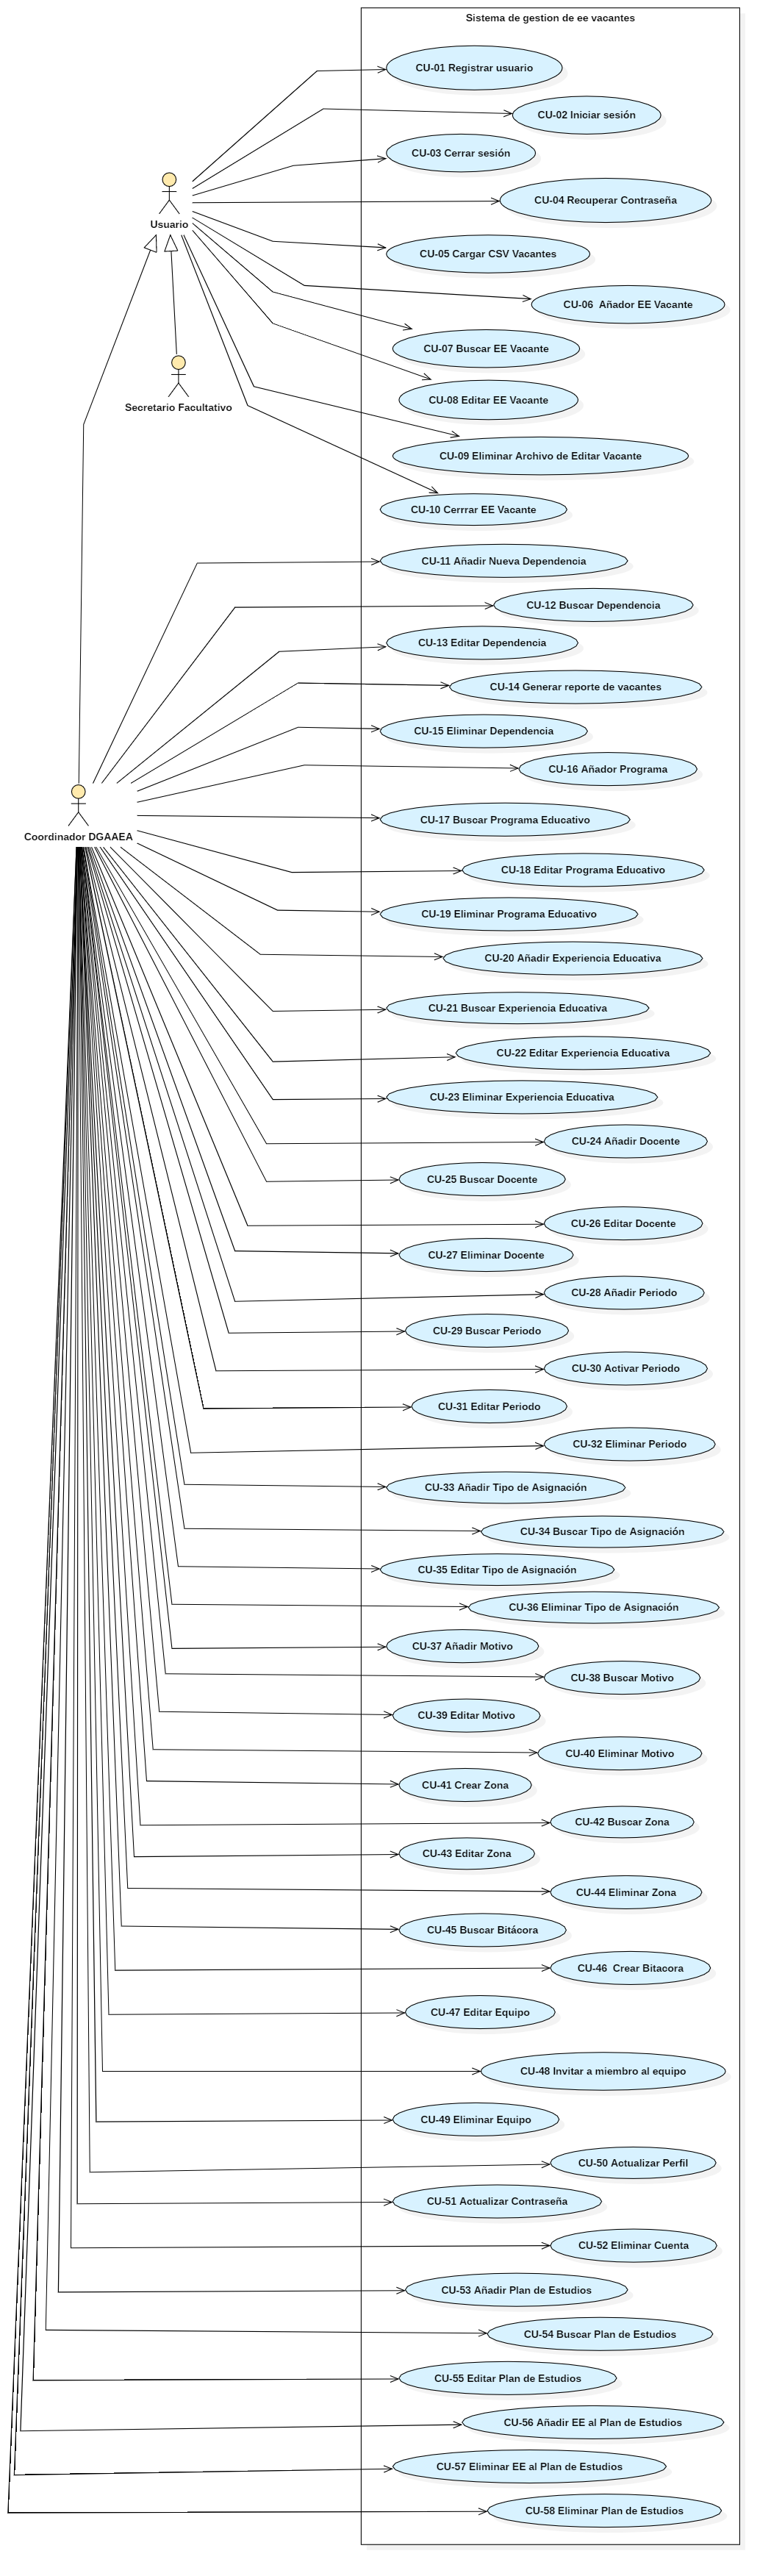 Sistema de gestion de ee vacantes
CU-01 Registrar usuario
CU-02 Iniciar sesión
CU-03 Cerrar sesión
CU-04 Recuperar Contraseña
Usuario
CU-05 Cargar CSV Vacantes
CU-06  Añador EE Vacante
CU-07 Buscar EE Vacante
CU-08 Editar EE Vacante
Secretario Facultativo
CU-09 Eliminar Archivo de Editar Vacante
CU-10 Cerrrar EE Vacante
CU-11 Añadir Nueva Dependencia
CU-12 Buscar Dependencia
CU-13 Editar Dependencia
CU-14 Generar reporte de vacantes
CU-15 Eliminar Dependencia
CU-16 Añador Programa
CU-17 Buscar Programa Educativo
Coordinador DGAAEA
CU-18 Editar Programa Educativo
CU-19 Eliminar Programa Educativo
CU-20 Añadir Experiencia Educativa
CU-21 Buscar Experiencia Educativa
CU-22 Editar Experiencia Educativa
CU-23 Eliminar Experiencia Educativa
CU-24 Añadir Docente
CU-25 Buscar Docente
CU-26 Editar Docente
CU-27 Eliminar Docente
CU-28 Añadir Periodo
CU-29 Buscar Periodo
CU-30 Activar Periodo
CU-31 Editar Periodo
CU-32 Eliminar Periodo
CU-33 Añadir Tipo de Asignación
CU-34 Buscar Tipo de Asignación
CU-35 Editar Tipo de Asignación
CU-36 Eliminar Tipo de Asignación
CU-37 Añadir Motivo
CU-38 Buscar Motivo
CU-39 Editar Motivo
CU-40 Eliminar Motivo
CU-41 Crear Zona
CU-42 Buscar Zona
CU-43 Editar Zona
CU-44 Eliminar Zona
CU-45 Buscar Bitácora
CU-46  Crear Bitacora
CU-47 Editar Equipo
CU-48 Invitar a miembro al equipo
CU-49 Eliminar Equipo
CU-50 Actualizar Perfil
CU-51 Actualizar Contraseña
CU-52 Eliminar Cuenta
CU-53 Añadir Plan de Estudios
CU-54 Buscar Plan de Estudios
CU-55 Editar Plan de Estudios
CU-56 Añadir EE al Plan de Estudios
CU-57 Eliminar EE al Plan de Estudios
CU-58 Eliminar Plan de Estudios